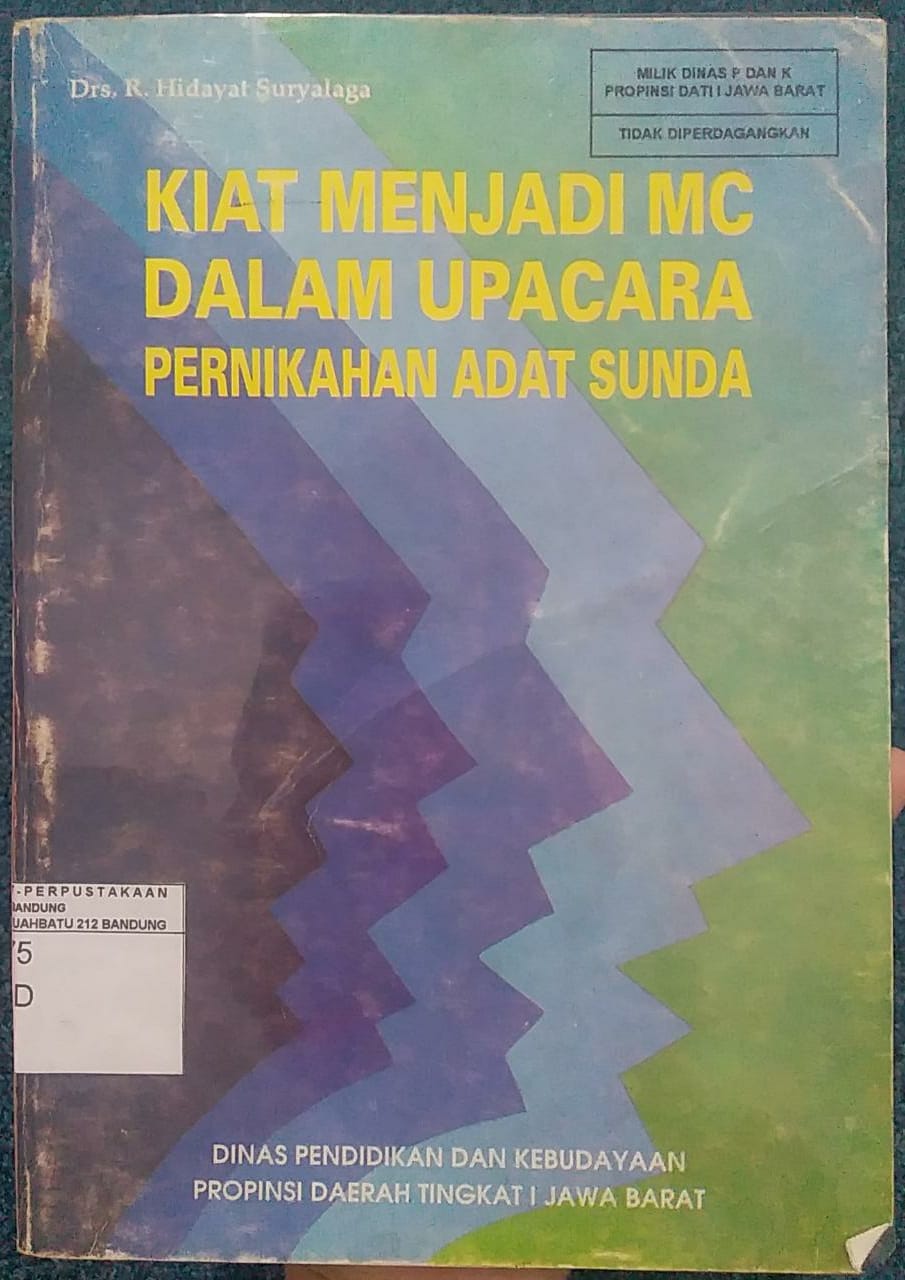 Drs. R. Hidayat Suryalaga
MILIK DINAS P DAN K
PROPINSI DATI I JAWA BARAT
TIDAK DIPERDAGANGKAN
KIAT MENJADI MC
DALAM UPACARA
PERNIKAHAN ADAT SUNDA
-PERPUSTAKAAN
BANDUNG
UAHBATU 212 BANDUNG
5
D
DINAS PENDIDIKAN DAN KEBUDAYAAN
PROPINSI DAERAH TINGKAT I JAWA BARAT